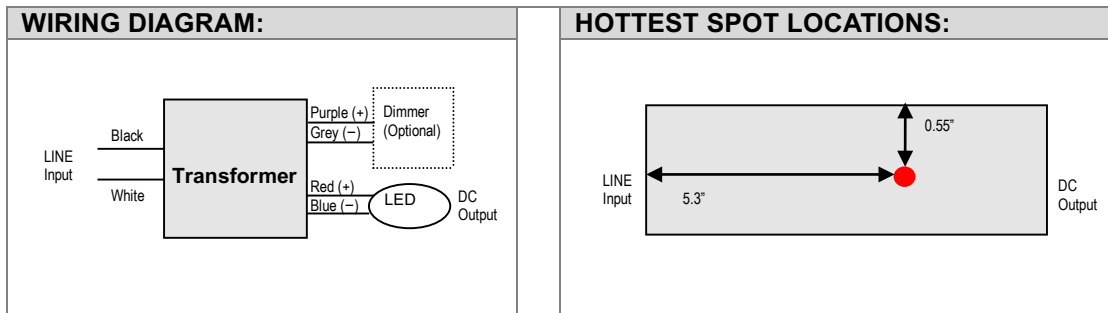 WIRING DIAGRAM:
Black
LINE
Input
White
Transformer
Purple (+)
Grey (−)
Dimmer
(Optional)
Red (+)
Blue (−)
LED
DC
Output
HOTTEST SPOT LOCATIONS:
0.55”
LINE
Input
5.3”
DC
Output